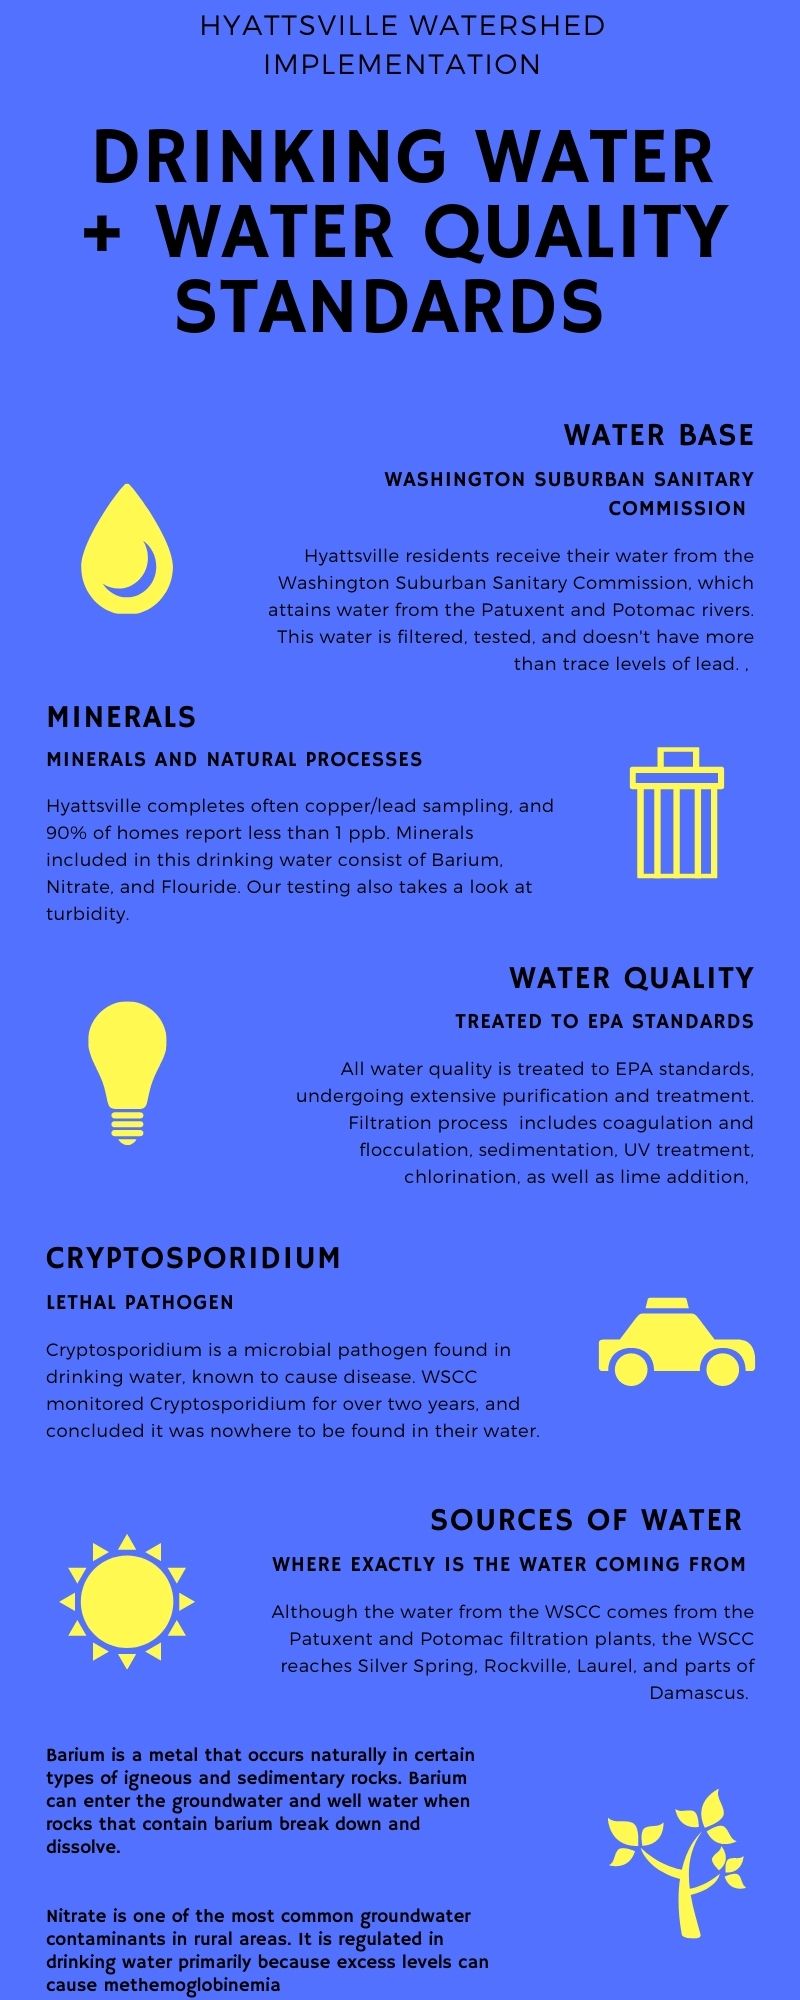 HYATTSVILLE WATERSHED
IMPLEMENTATION
DRINKING WATER
+ WATER QUALITY
STANDARDS
WATER BASE
WASHINGTON SUBURBAN SANITARY
COMMISSION
Hyattsville residents receive their water from the
Washington Suburban Sanitary Commission, which
attains water from the Patuxent and Potomac rivers.
This water is filtered, tested, and doesn't have more
than trace levels of lead. ,
MINERALS
MINERALS AND NATURAL PROCESSES
Hyattsville completes often copper/lead sampling, and
90% of homes report less than 1 ppb. Minerals
included in this drinking water consist of Barium,
Nitrate, and Flouride. Our testing also takes a look at
turbidity.
WATER QUALITY
TREATED TO EPA STANDARDS
All water quality is treated to EPA standards,
undergoing extensive purification and treatment.
Filtration process  includes coagulation and
flocculation, sedimentation, UV treatment,
chlorination, as well as lime addition,
CRYPTOSPORIDIUM
LETHAL PATHOGEN
Cryptosporidium is a microbial pathogen found in
drinking water, known to cause disease. WSCC
monitored Cryptosporidium for over two years, and
concluded it was nowhere to be found in their water.
SOURCES OF WATER
WHERE EXACTLY IS THE WATER COMING FROM
Although the water from the WSCC comes from the
Patuxent and Potomac filtration plants, the WSCC
reaches Silver Spring, Rockville, Laurel, and parts of
Damascus.
Barium is a metal that occurs naturally in certain
types of igneous and sedimentary rocks. Barium
can enter the groundwater and well water when
rocks that contain barium break down and
dissolve.
Nitrate is one of the most common groundwater
contaminants in rural areas. It is regulated in
drinking water primarily because excess levels can
cause methemoglobinemia